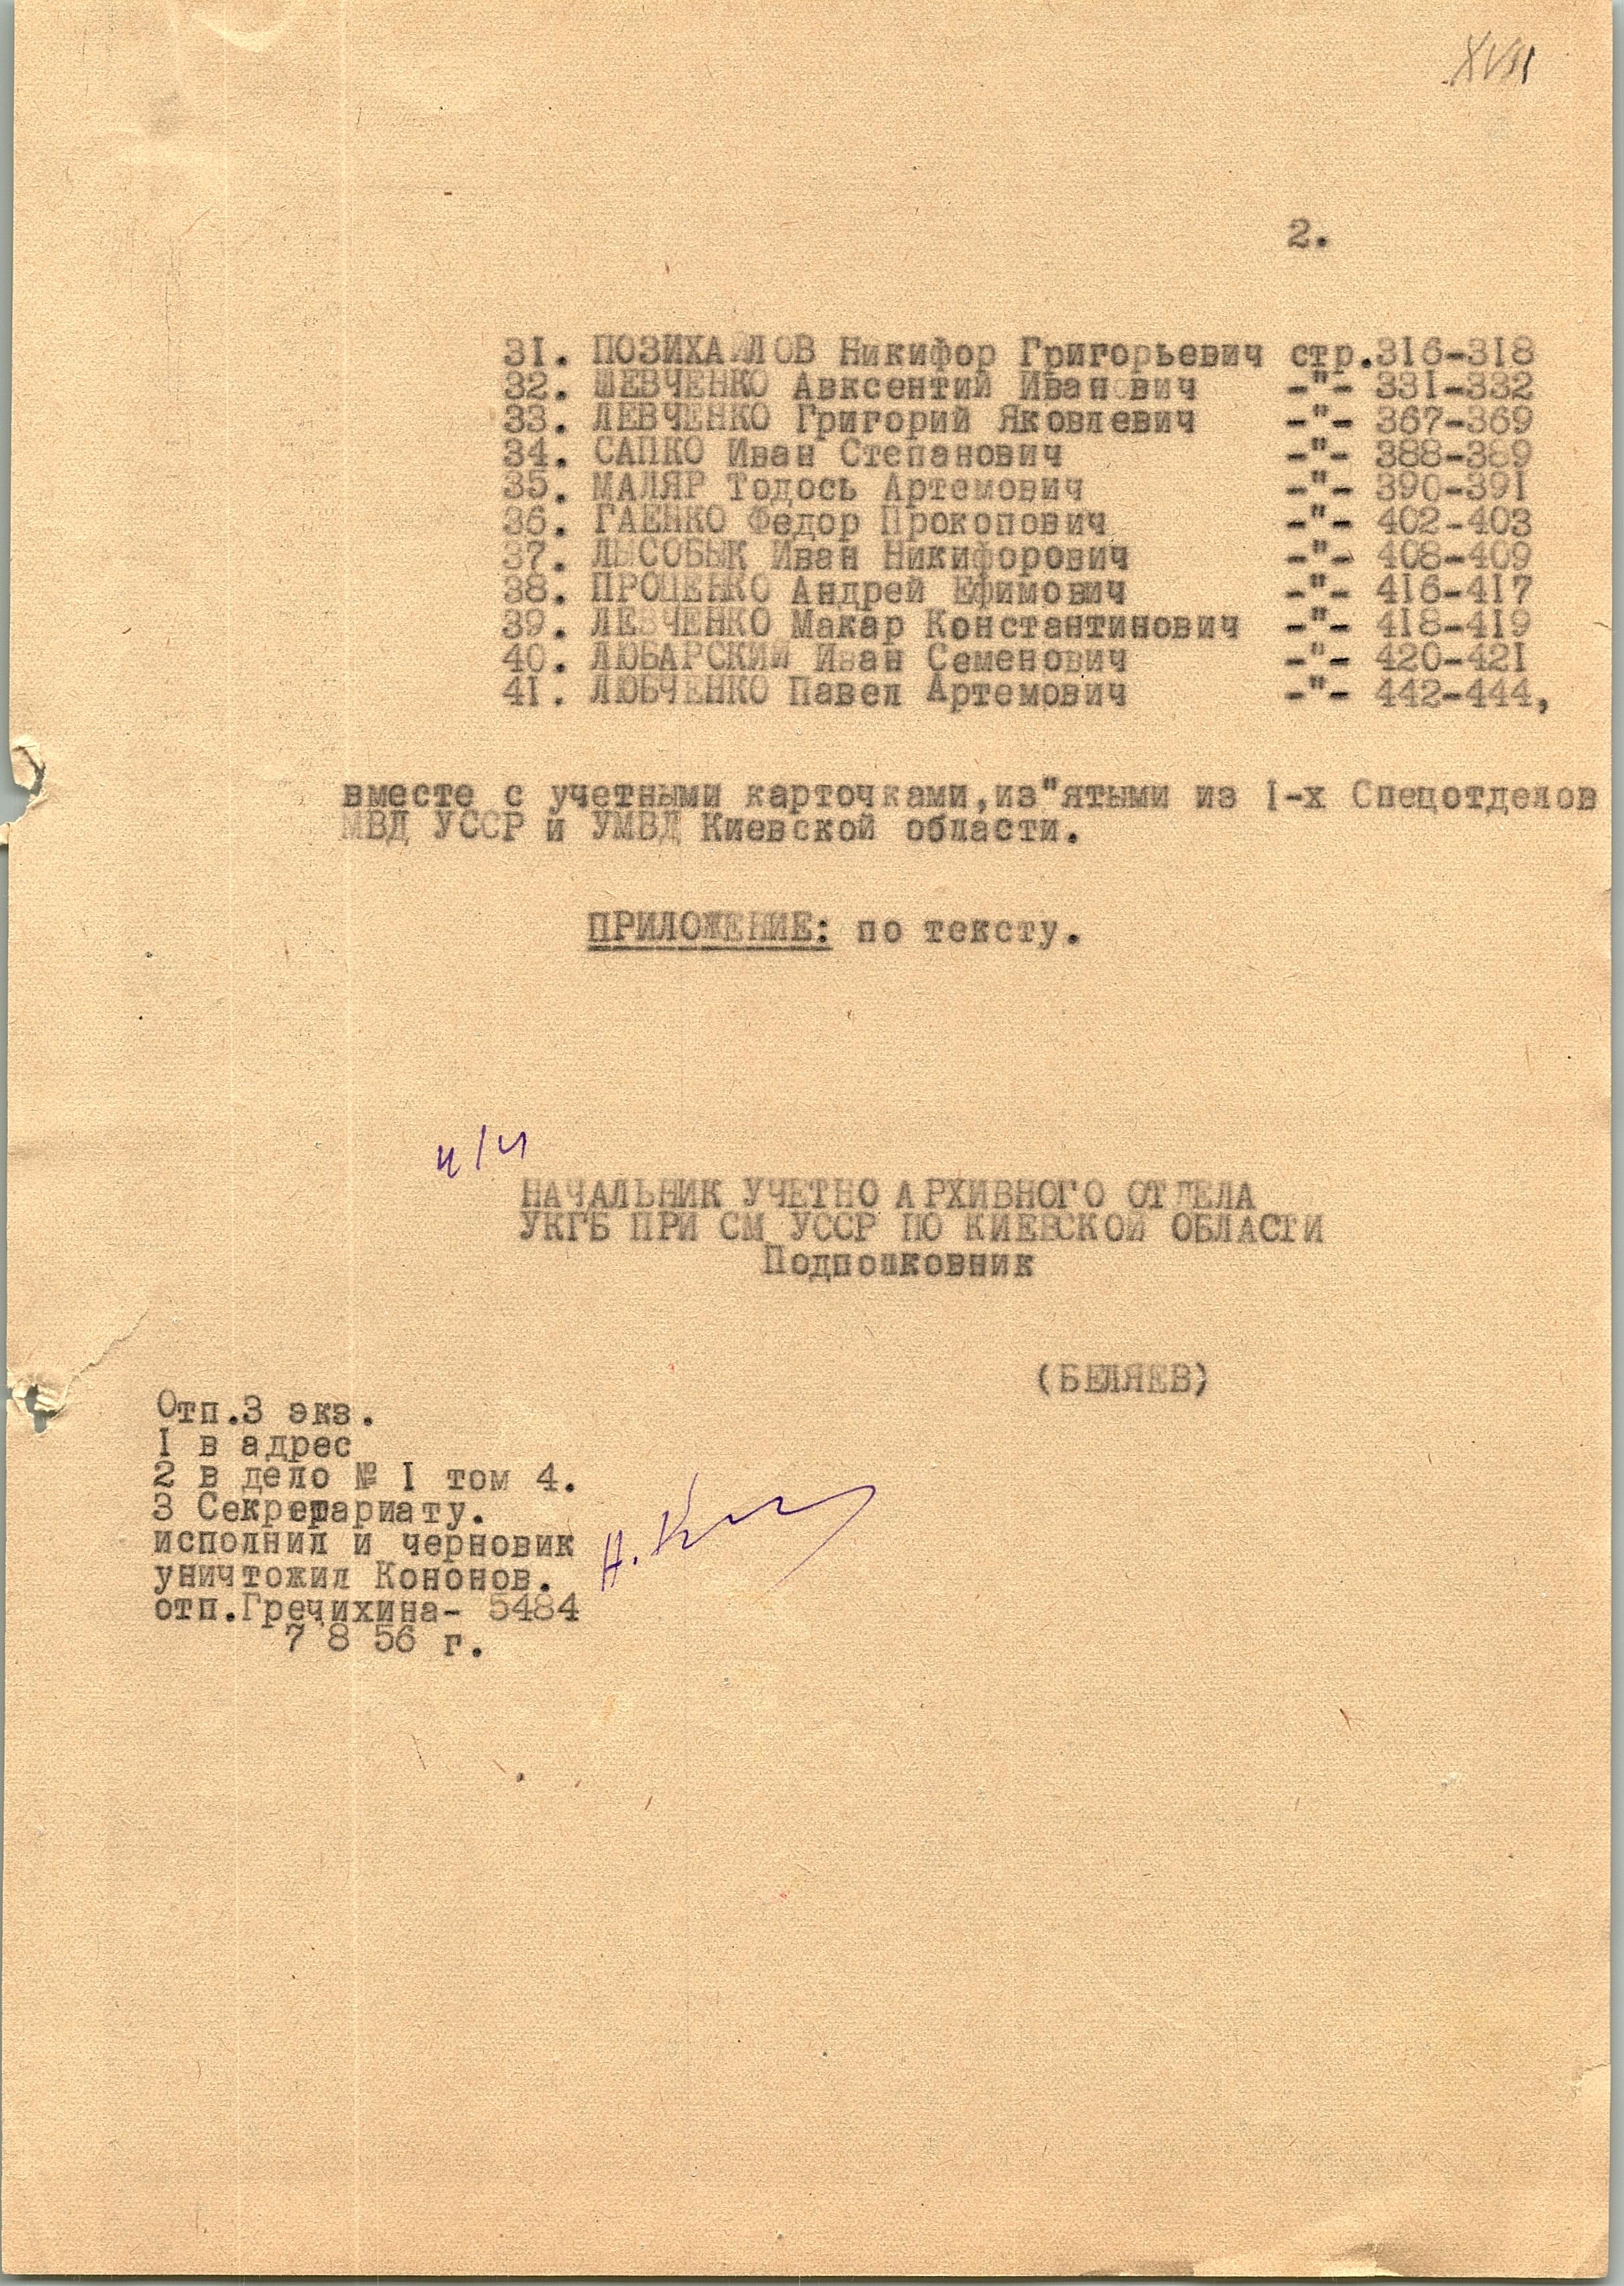 XVIII
2.
31. ПОЗИХАЙЛОВ Никифор Григорьевич стр.316-318
32. ШЕВЧЕНКО Авксентий Иванович -"- 331-332
33. ЛЕВЧЕНКО Григорий Яковлевич -"- 367-369
34. САПКО Иван Степанович -"- 388-389
35. МАЛЯР Тодось Артемович -"- 390-391
36. ГАЕНКО Федор Прокопович -"- 402-403
37. ЛЫСОБЫК Иван Никифорович -"- 408-409
38. ПРОЦЕНКО Андрей Ефимович -"- 416-417
39. ЛЕВЧЕНКО Макар Константинович -"- 418-419
40. ЛЮБАРСКИЙ Иван Семенович -"- 420-421
41. ЛЮБЧЕНКО Павел Артемович -"- 442-444,
вместе с учетными карточками,из"ятыми из I-х Спецотделов
МВД УССР и УМВД Киевской области.
ПРИЛОЖЕНИЕ: по тексту.
НАЧАЛЬНИК УЧЕТНО АРХИВНОГО ОТДЕЛА
УКГБ ПРИ СМ УССР ПО КИЕВСКОЙ ОБЛАСТИ
Подполковник
(БЕЛЯЕВ)
Отп.3 экз.
I в адрес
2 в дело № I том 4.
3 Секретариату.
исполнил и черновик
уничтожил Кононов.
отп.Гречихина- 5484
7 8 56 г.